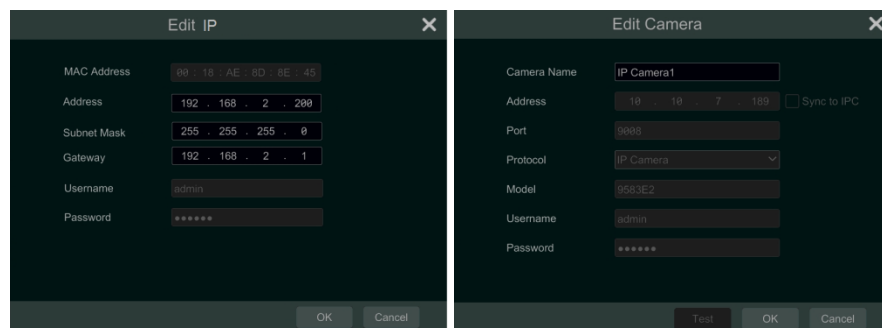 Edit IP
MAC Address 00 : 18 : AE : 8D : 8E : 45
Address 192 . 168 . 2 . 200
Subnet Mask 255 . 255 . 255 . 0
Gateway 192 . 168 . 2 . 1
Username admin
Password ●●●●●●
OK Cancel
Edit Camera
Camera Name IP Camera1
Address 10 . 10 . 7 . 189 Sync to IPC
Port 9008
Protocol IP Camera
Model 9583E2
Username admin
Password ●●●●●●
Test OK Cancel